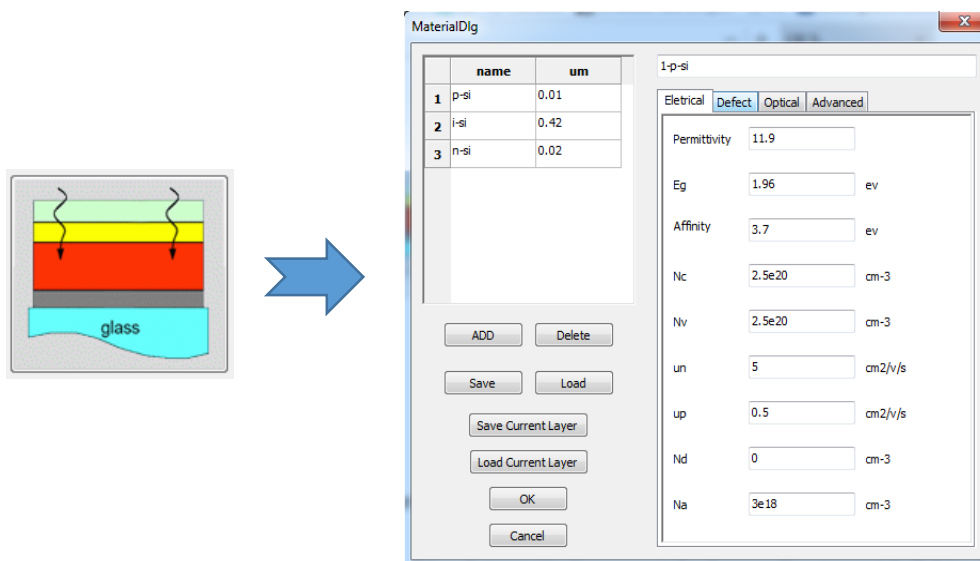 glass
MaterialDlg
name um
1 p-si 0.01
2 i-si 0.42
3 n-si 0.02
ADD Delete
Save Load
Save Current Layer
Load Current Layer
OK
Cancel
1-p-si
Eletrical Defect Optical Advanced
Permittivity 11.9
Eg 1.96 ev
Affinity 3.7 ev
Nc 2.5e20 cm-3
Nv 2.5e20 cm-3
un 5 cm2/v/s
up 0.5 cm2/v/s
Nd 0 cm-3
Na 3e18 cm-3